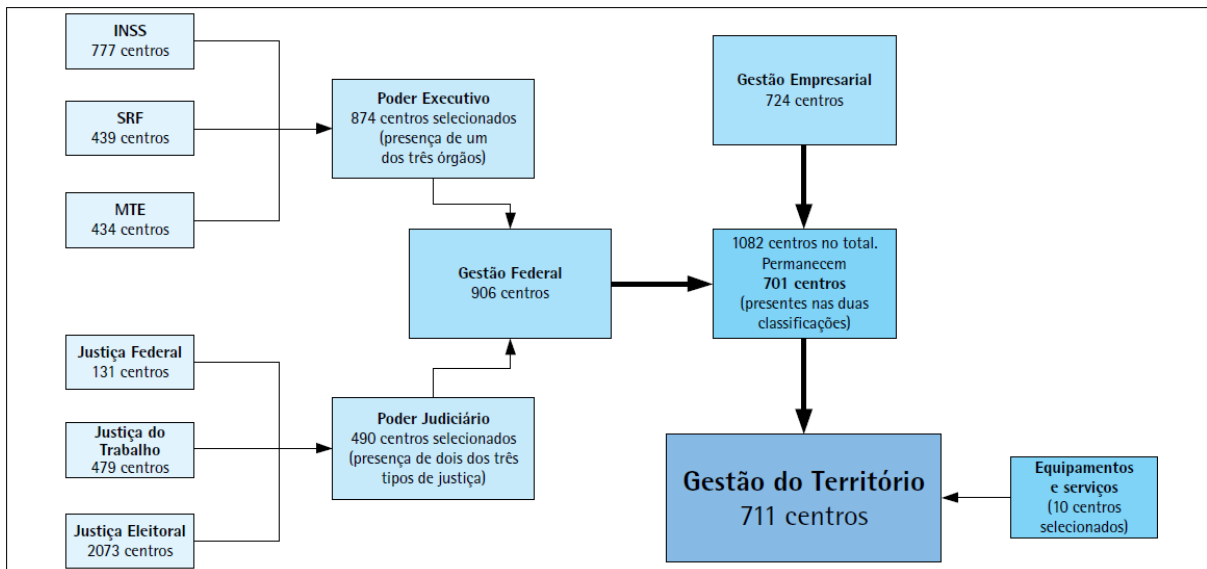 INSS
777 centros
SRF
439 centros
MTE
434 centros
Poder Executivo
874 centros selecionados
(presença de um
dos três órgãos)
Gestão Federal
906 centros
Justiça Federal
131 centros
Justiça do
Trabalho
479 centros
Justiça Eleitoral
2073 centros
Poder Judiciário
490 centros selecionados
(presença de dois dos três
tipos de justiça)
Gestão Empresarial
724 centros
1082 centros no total.
Permanecem
701 centros
(presentes nas duas
classificações)
Gestão do Território
711 centros
Equipamentos
e serviços
(10 centros
selecionados)